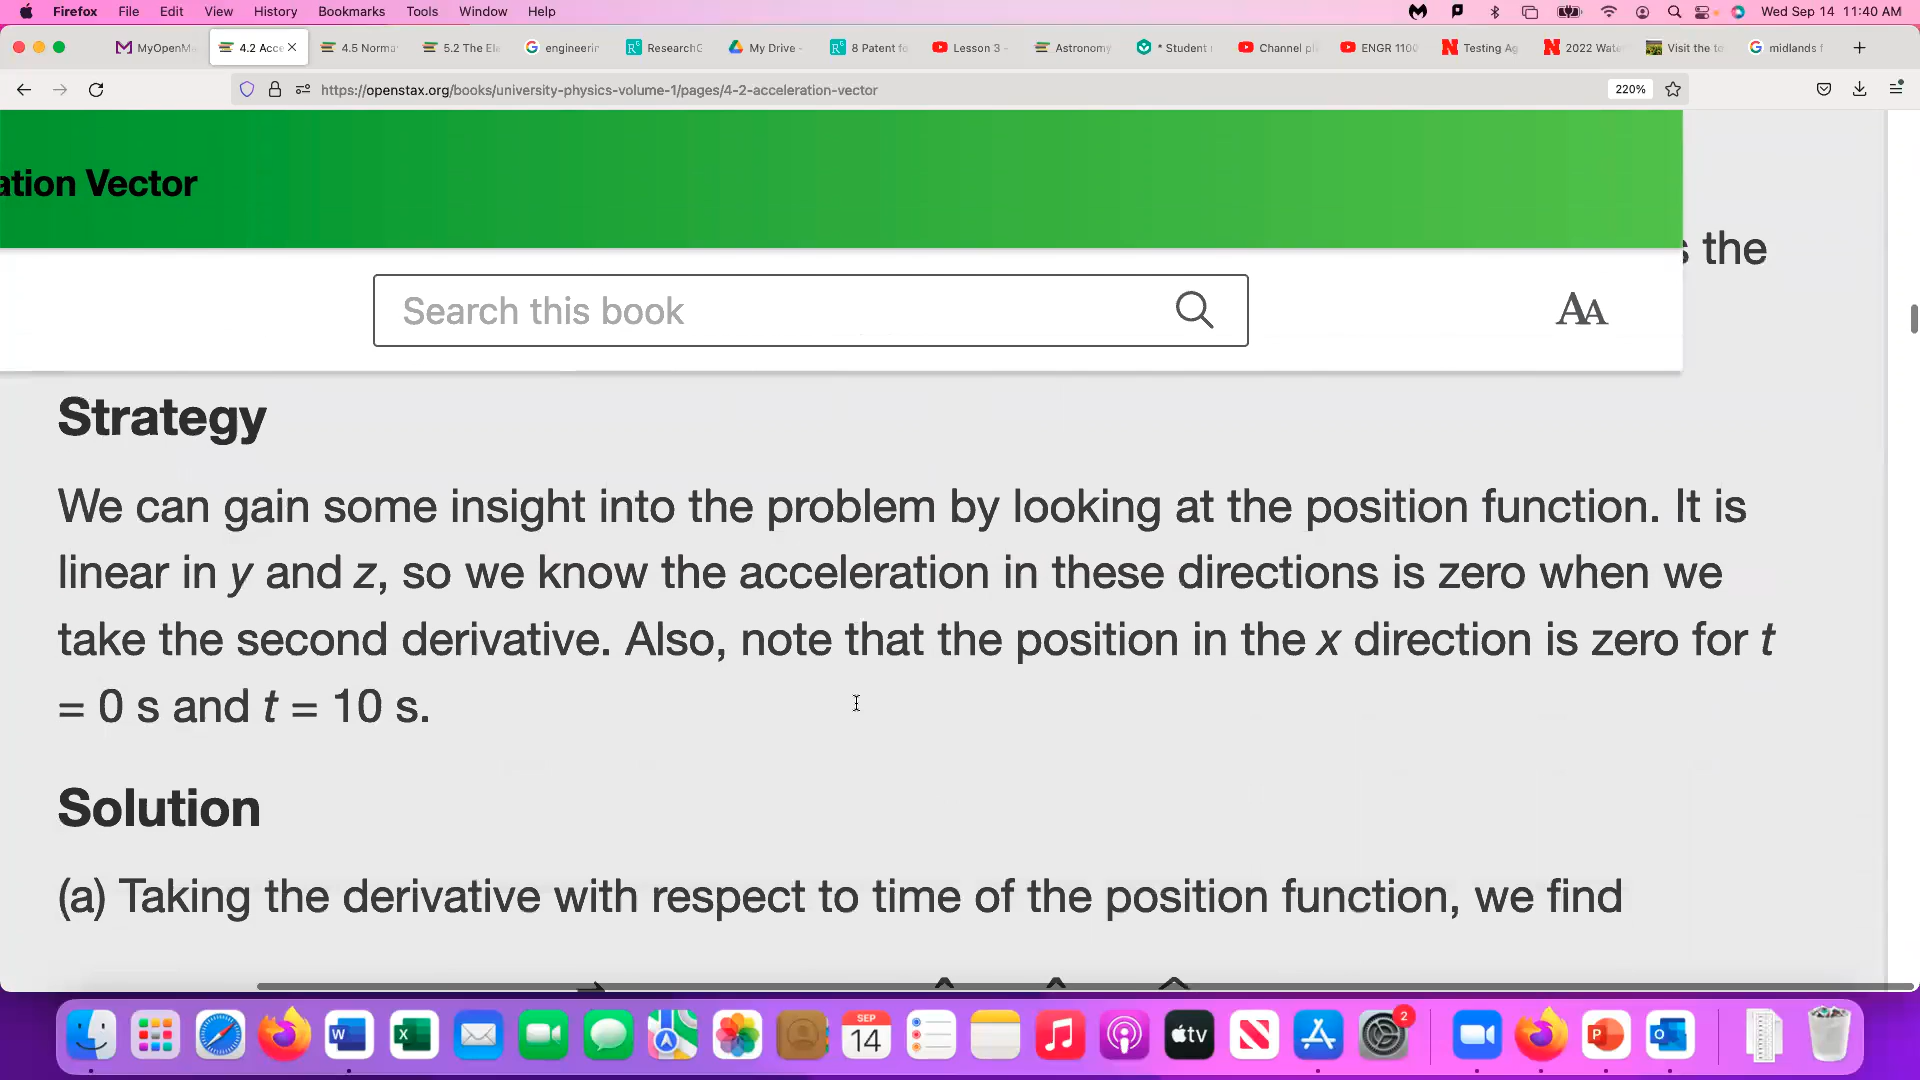 Firefox File Edit View History Bookmarks Tools Window Help Wed Sep 14 11:40 AM
MyOpenM 4.2 Acce 4.5 Norma 5.2 The El engineerin Research My Drive - 8 Patent fo Lesson 3 - Astronomy * Student Channel pl ENGR 1100 Testing Ag 2022 Wate Visit the to midlands f
https://openstax.org/books/university-physics-volume-1/pages/4-2-acceleration-vector 220%
ation Vector
s the
Search this book AA
Strategy
We can gain some insight into the problem by looking at the position function. It is
linear in y and z, so we know the acceleration in these directions is zero when we
take the second derivative. Also, note that the position in the x direction is zero for t
= 0 s and t = 10 s.
Solution
(a) Taking the derivative with respect to time of the position function, we find
SEP
14
tv
2